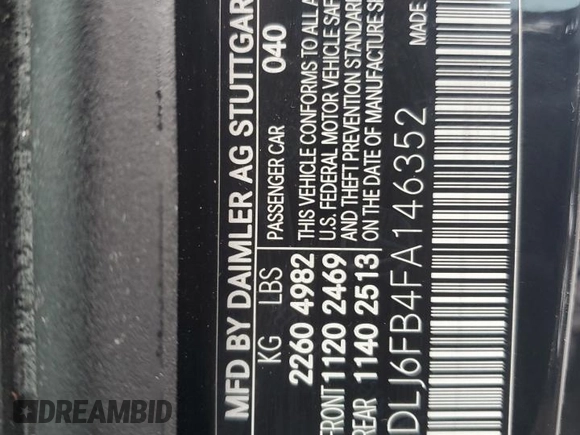 MFD BY DAIMLER AG STUTTGAR
KG LBS PASSENGER CAR 040
2260 4982 THIS VEHICLE CONFORMS TO ALL A
FRONT 1120 2469 U.S. FEDERAL MOTOR VEHICLE SAF
REAR 1140 2513 AND THEFT PREVENTION STANDAR
ON THE DATE OF MANUFACTURE S
DLJ6FB4FA146352
MADE
DREAMBID